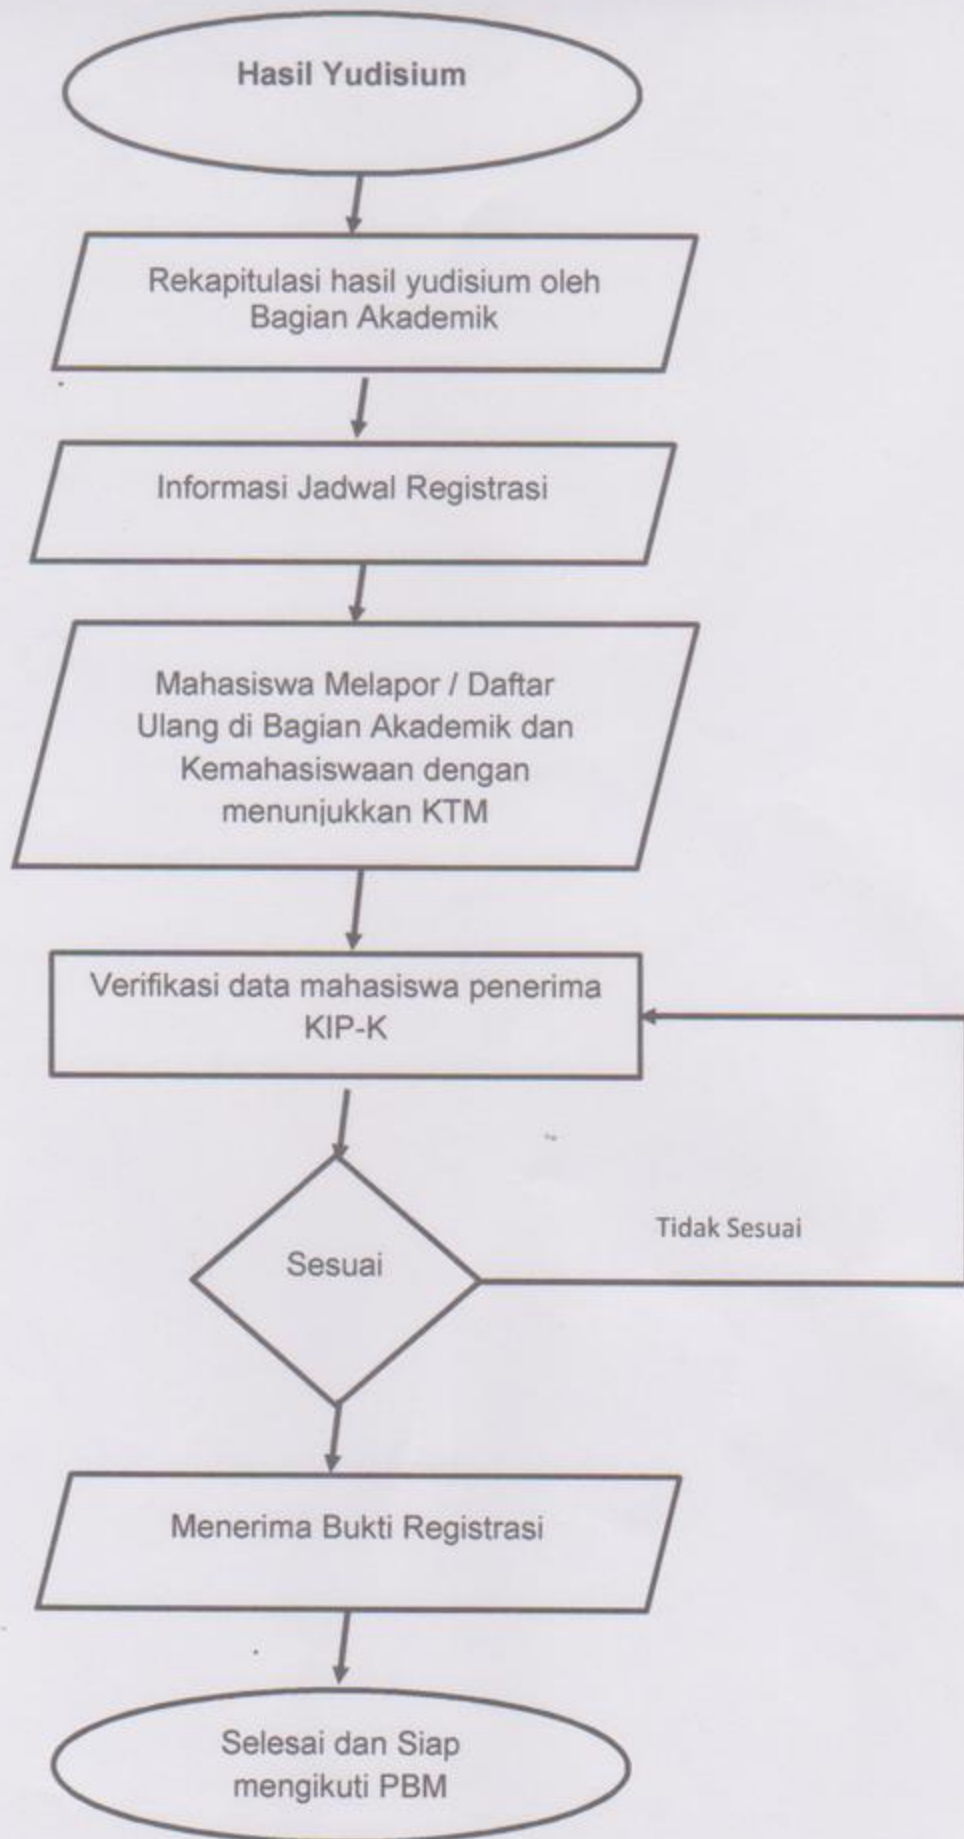 Hasil Yudisium
Rekapitulasi hasil yudisium oleh
Bagian Akademik
Informasi Jadwal Registrasi
Mahasiswa Melapor / Daftar
Ulang di Bagian Akademik dan
Kemahasiswaan dengan
menunjukkan KTM
Verifikasi data mahasiswa penerima
KIP-K
Sesuai
Tidak Sesuai
Menerima Bukti Registrasi
Selesai dan Siap
mengikuti PBM